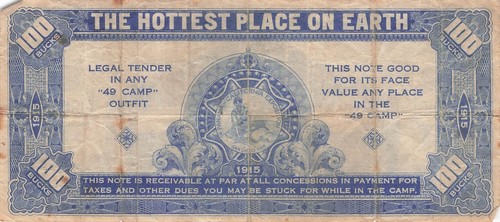 THE HOTTEST PLACE ON EARTH
100
BUCKS
100
BUCKS
LEGAL TENDER
IN ANY
"49 CAMP"
OUTFIT
THIS NOTE GOOD
FOR ITS FACE
VALUE ANY PLACE
IN THE
"49 CAMP"
1915
1915
1915
100
BUCKS
100
BUCKS
THIS NOTE IS RECEIVABLE AT PAR AT ALL CONCESSIONS IN PAYMENT FOR
TAXES AND OTHER DUES YOU MAY BE STUCK FOR WHILE IN THE CAMP.